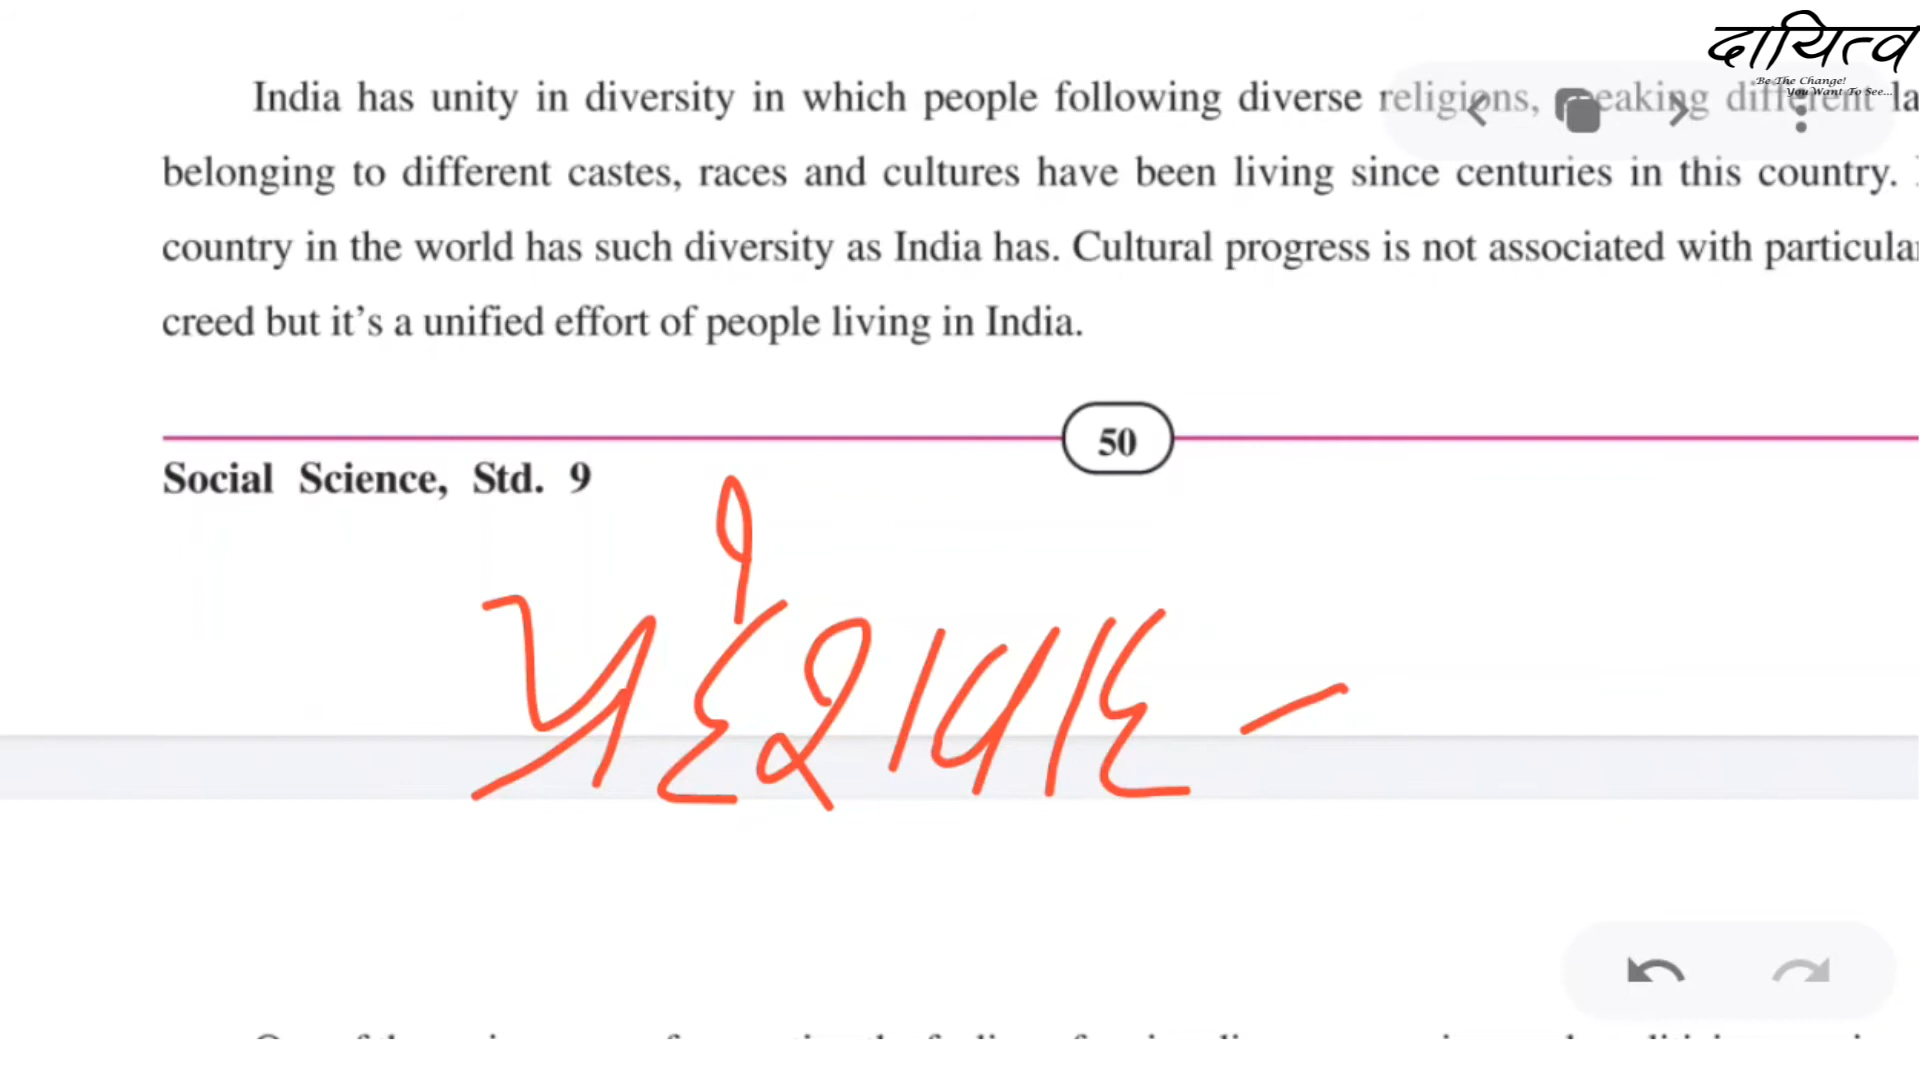 दायित्व
Be The Change!
You Want To See...
India has unity in diversity in which people following diverse religions, speaking different la
belonging to different castes, races and cultures have been living since centuries in this country.
country in the world has such diversity as India has. Cultural progress is not associated with particular
creed but it's a unified effort of people living in India.
50
Social Science, Std. 9
પ્રદેશવાદ -